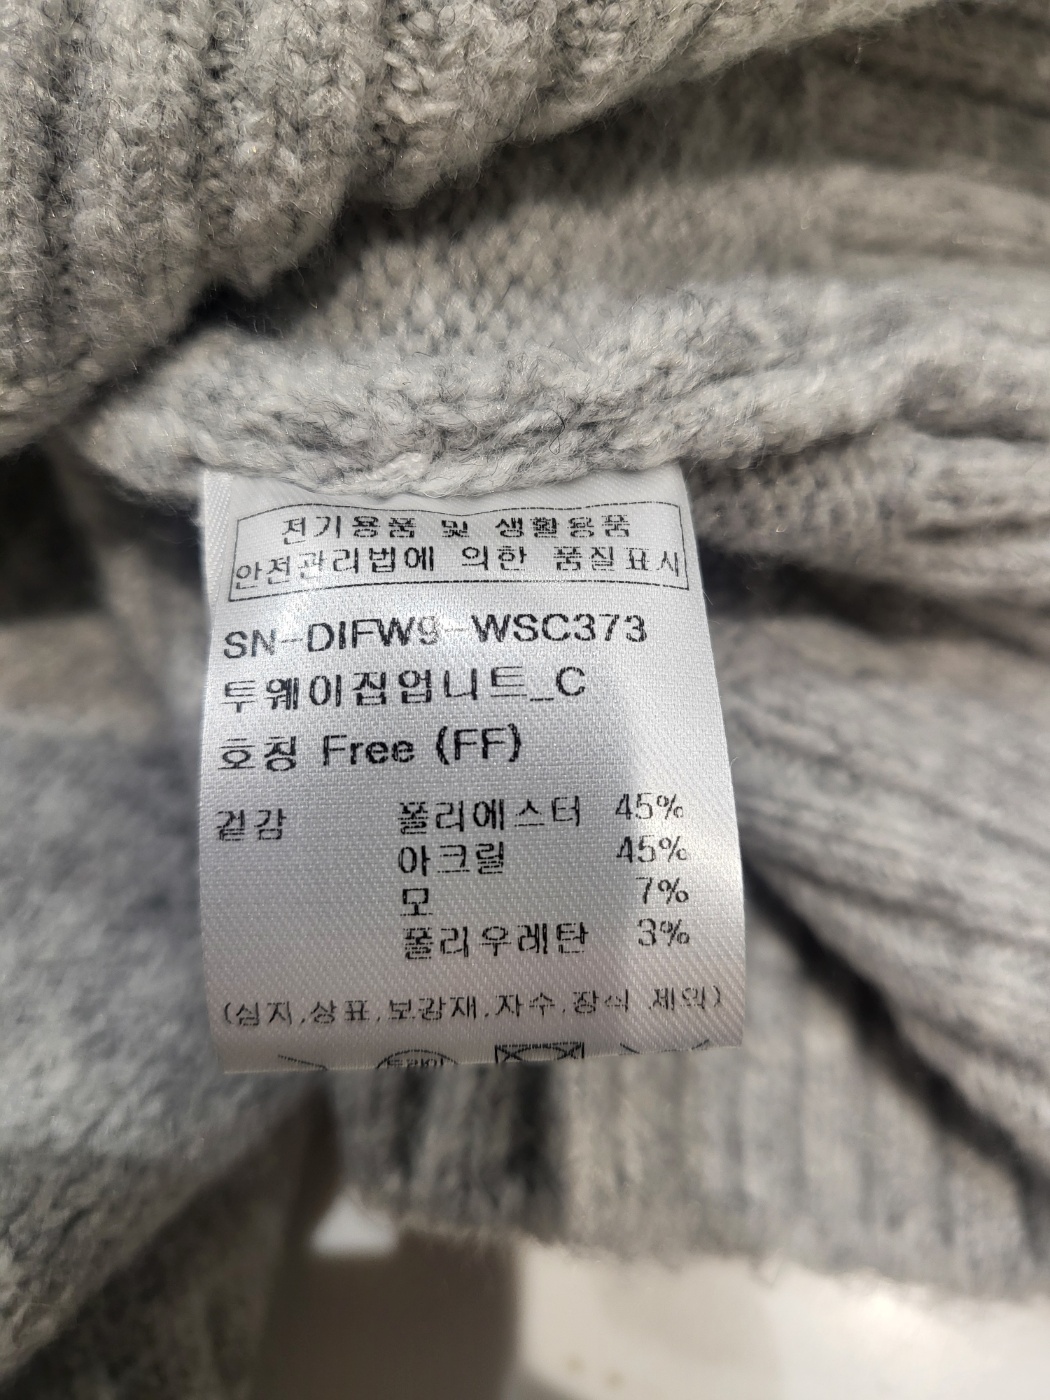 전기용품 및 생활용품
안전관리법에 의한 품질표시
SN-DIFW9-WSC373
투웨이집업니트_C
호칭 Free (FF)
겉감 폴리에스터 45%
아크릴 45%
모 7%
폴리우레탄 3%
(심지,상표,보강재,자수,장식 제외)
드라이